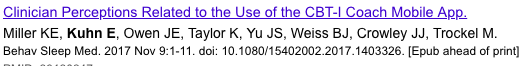 Clinician Perceptions Related to the Use of the CBT-I Coach Mobile App.
Miller KE, Kuhn E, Owen JE, Taylor K, Yu JS, Weiss BJ, Crowley JJ, Trockel M.
Behav Sleep Med. 2017 Nov 9:1-11. doi: 10.1080/15402002.2017.1403326. [Epub ahead of print]